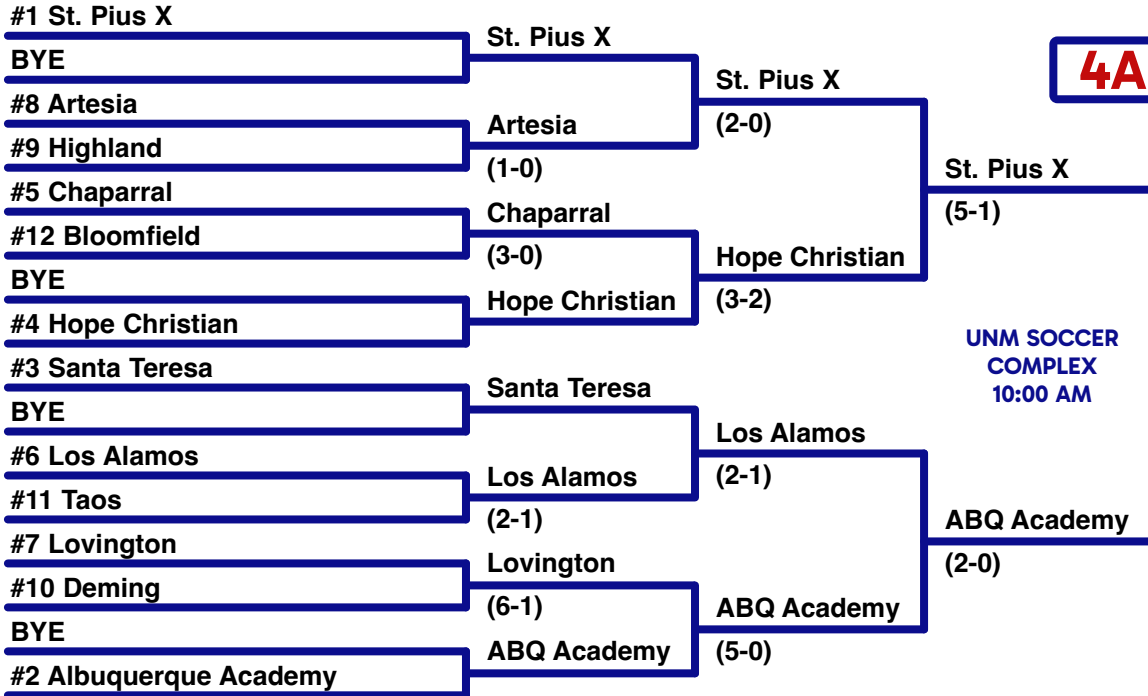 #1 St. Pius X
BYE
#8 Artesia
#9 Highland
#5 Chaparral
#12 Bloomfield
BYE
#4 Hope Christian
#3 Santa Teresa
BYE
#6 Los Alamos
#11 Taos
#7 Lovington
#10 Deming
BYE
#2 Albuquerque Academy
St. Pius X
Artesia
(1-0)
Chaparral
(3-0)
Hope Christian
Santa Teresa
Los Alamos
(2-1)
Lovington
(6-1)
ABQ Academy
St. Pius X
(2-0)
Hope Christian
(3-2)
Los Alamos
(2-1)
ABQ Academy
(5-0)
St. Pius X
(5-1)
ABQ Academy
(2-0)
4A
UNM SOCCER
COMPLEX
10:00 AM